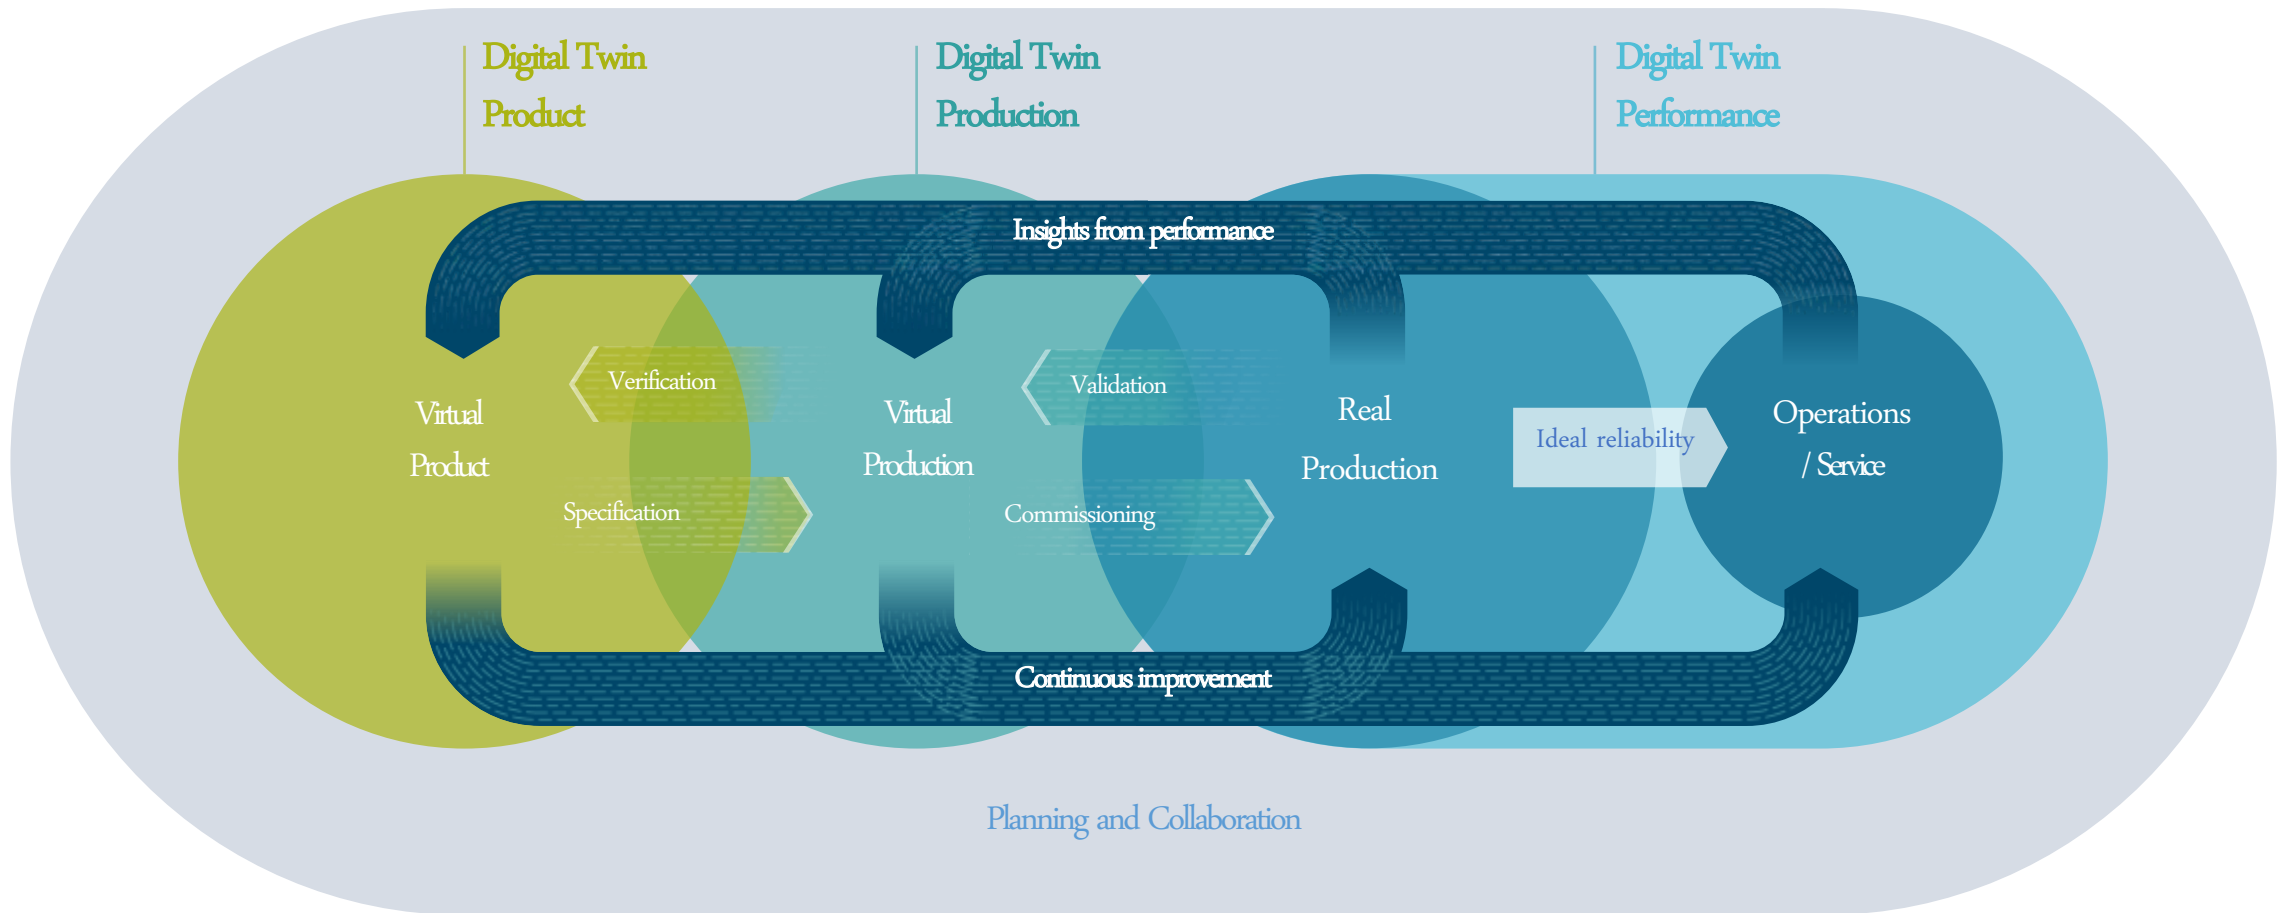 Digital Twin
Product
Digital Twin
Production
Digital Twin
Performance
Insights from performance
Verification
Validation
Virtual
Product
Virtual
Production
Real
Production
Ideal reliability
Operations
/ Service
Specification
Commissioning
Continuous improvement
Planning and Collaboration